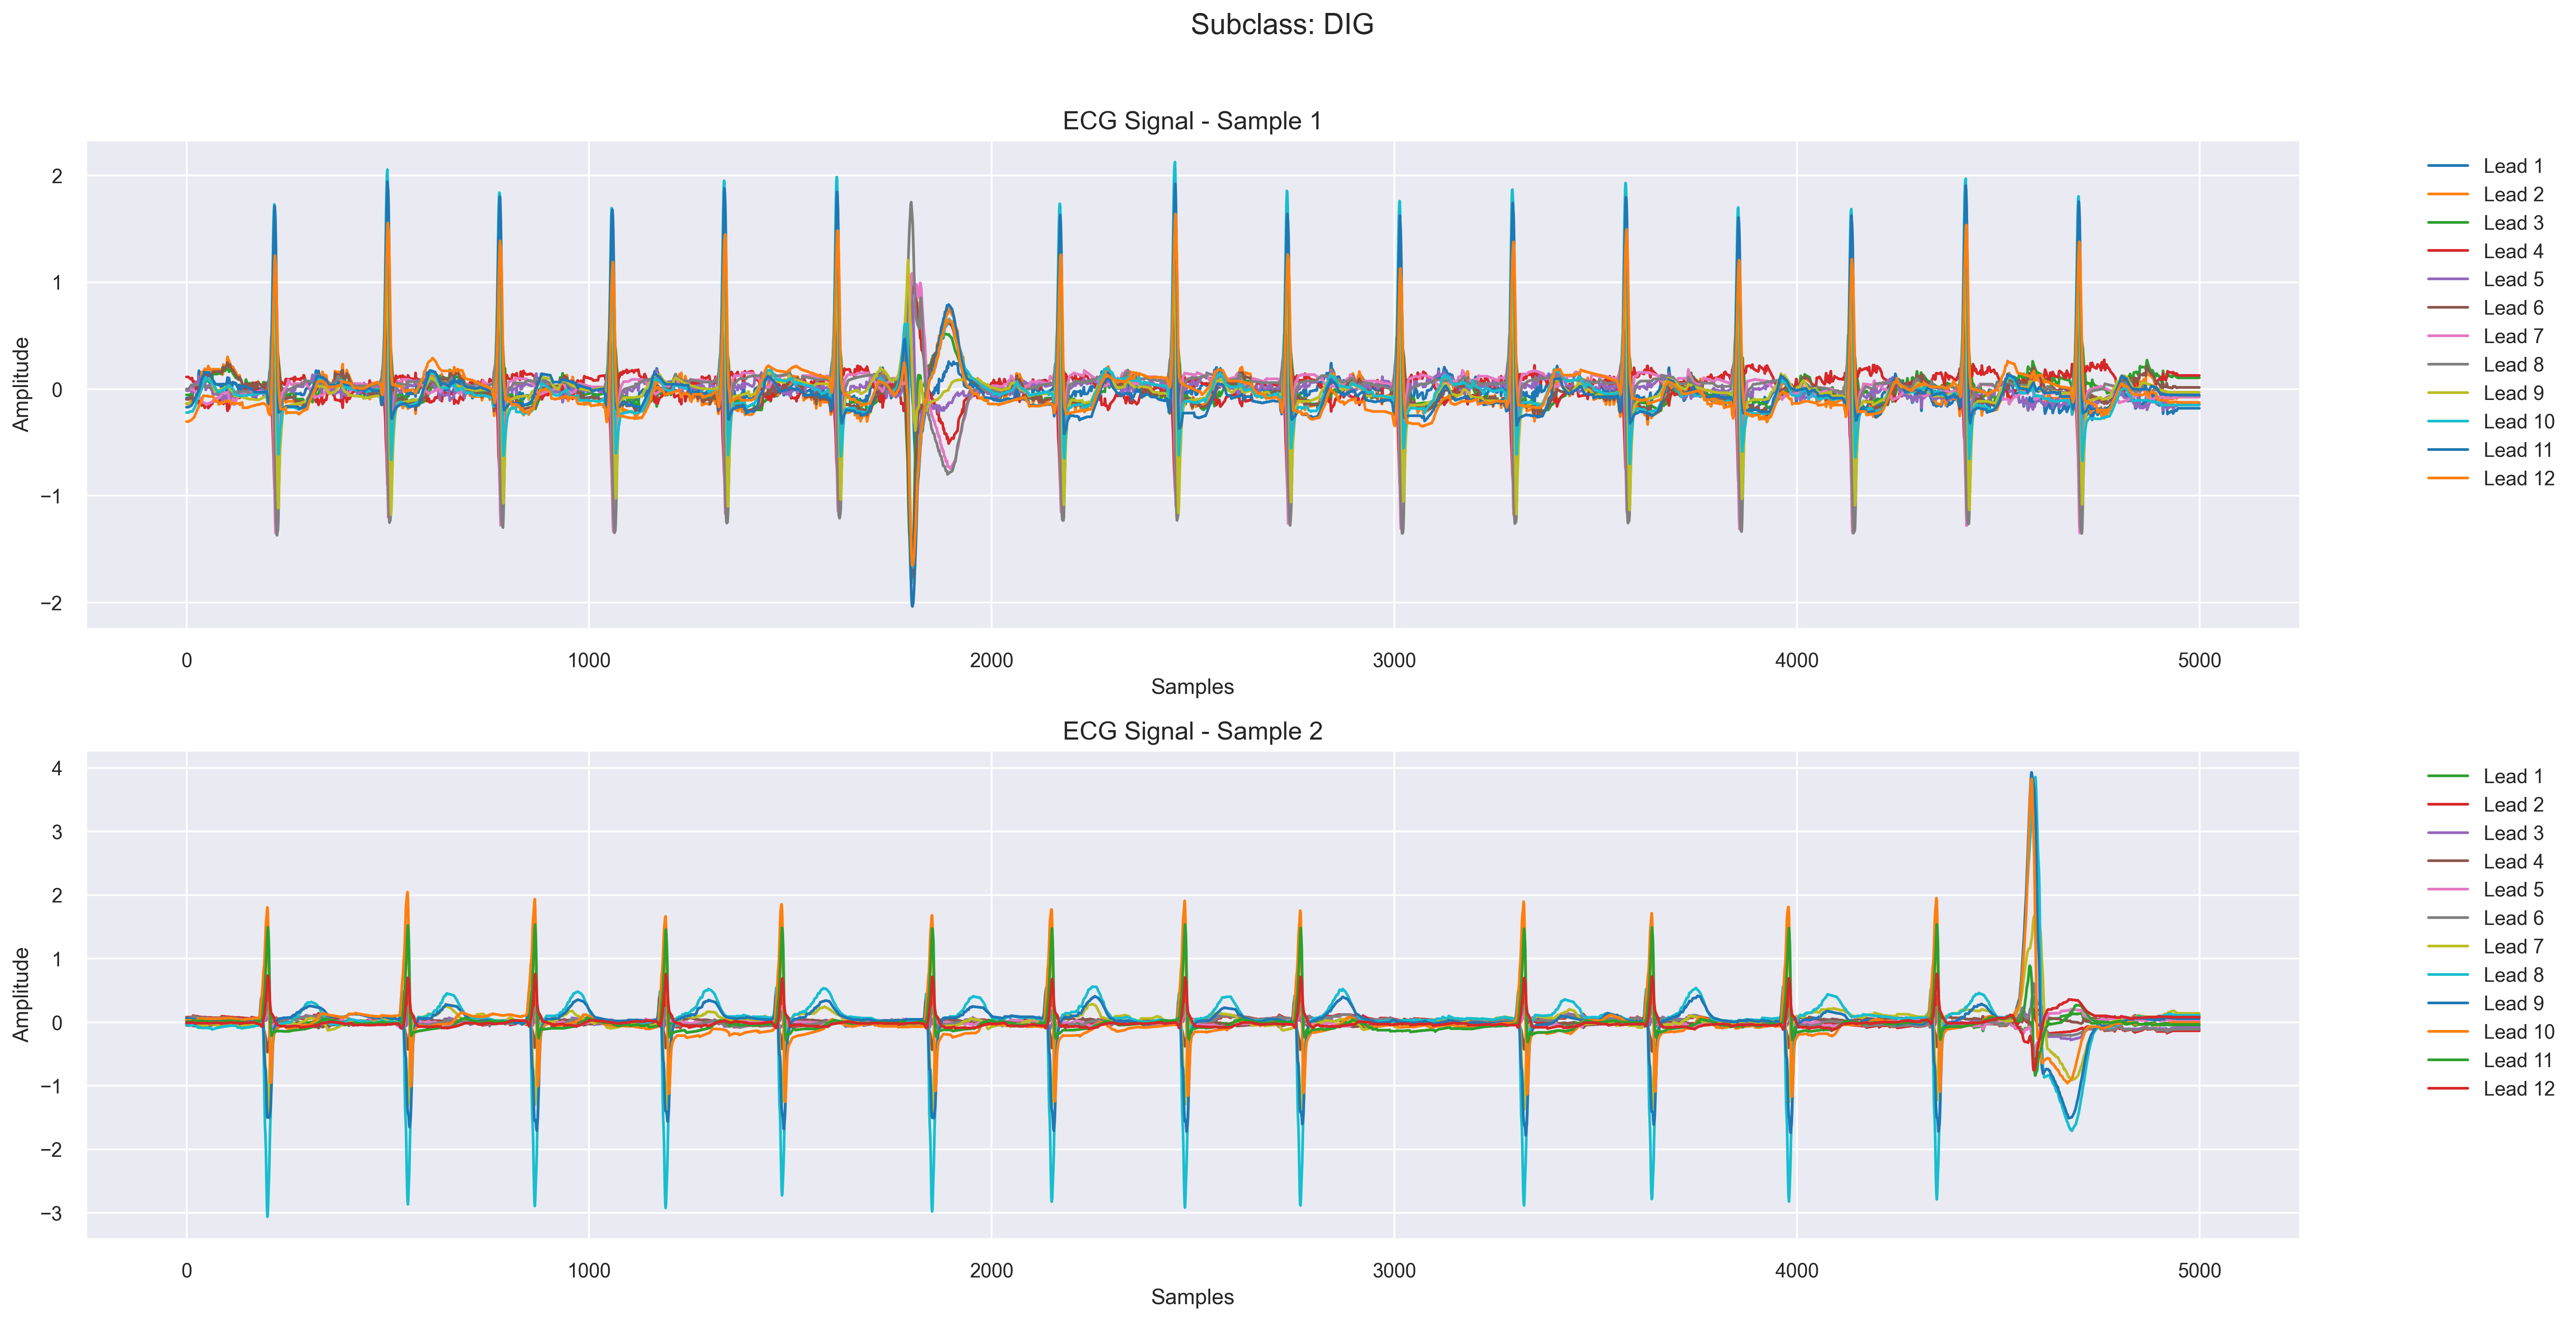 Subclass: DIG
ECG Signal - Sample 1
Amplitude
2
1
0
−1
−2
0 1000 2000 3000 4000 5000
Samples
Lead 1
Lead 2
Lead 3
Lead 4
Lead 5
Lead 6
Lead 7
Lead 8
Lead 9
Lead 10
Lead 11
Lead 12
ECG Signal - Sample 2
Amplitude
4
3
2
1
0
−1
−2
−3
0 1000 2000 3000 4000 5000
Samples
Lead 1
Lead 2
Lead 3
Lead 4
Lead 5
Lead 6
Lead 7
Lead 8
Lead 9
Lead 10
Lead 11
Lead 12